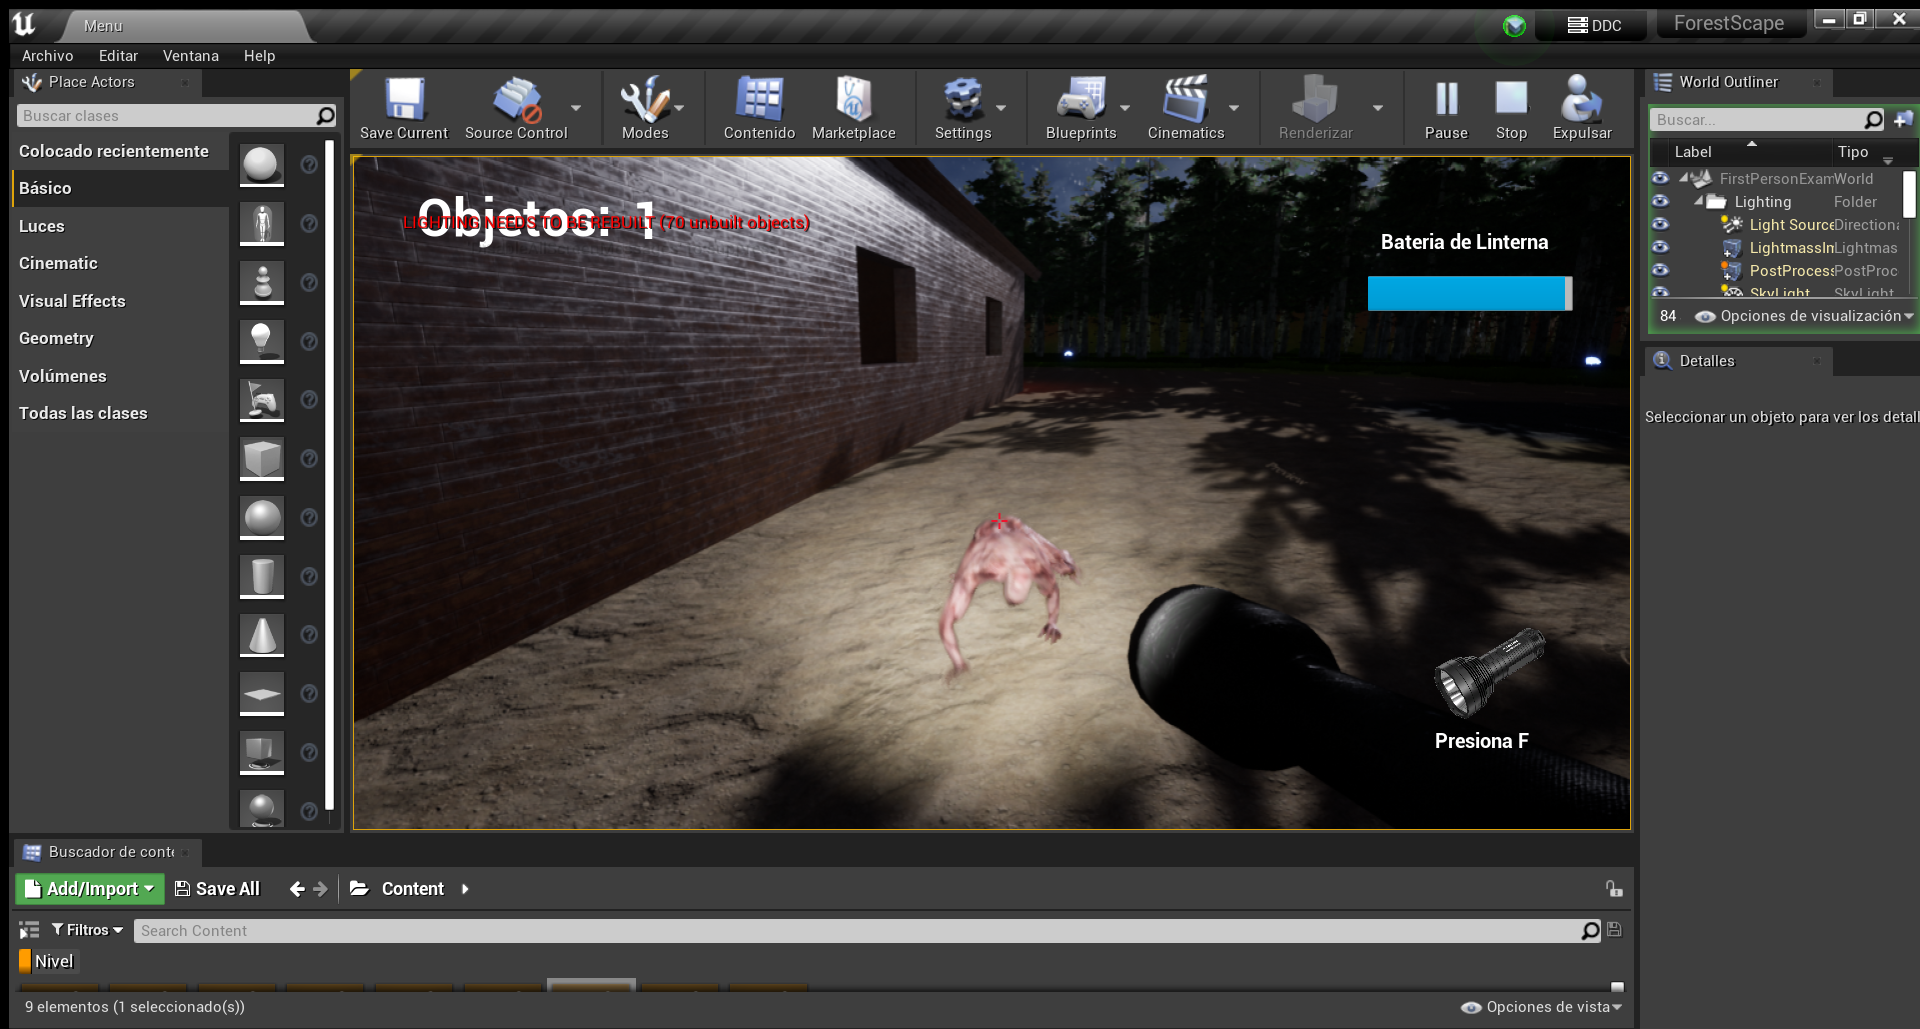 Menu
DDC
ForestScape
Archivo Editar Ventana Help
Place Actors
Buscar clases
Colocado recientemente
Básico
Luces
Cinematic
Visual Effects
Geometry
Volúmenes
Todas las clases
Save Current Source Control Modes Contenido Marketplace Settings Blueprints Cinematics Renderizar Pause Stop Expulsar
Objetos: 1
LIGHTING NEEDS TO BE REBUILT (70 unbuilt objects)
Bateria de Linterna
Presiona F
World Outliner
Buscar...
Label Tipo
FirstPersonExam World
Lighting Folder
Light Source Directiona
LightmassIm Lightmas
PostProcess PostProc
SkyLight SkyLight
84 Opciones de visualización
Detalles
Seleccionar un objeto para ver los detall
Buscador de conte
Add/Import Save All Content
Filtros Search Content
Nivel
9 elementos (1 seleccionado(s)) Opciones de vista